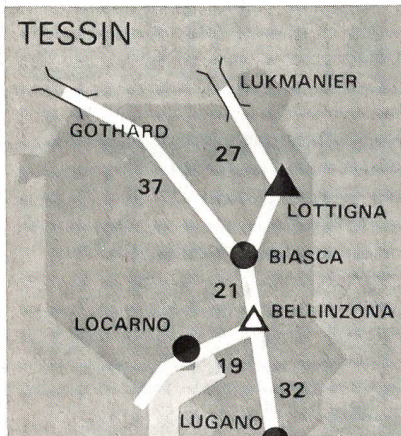 TESSIN
LUKMANIER
GOTHARD
27
37
LOTTIGNA
BIASCA
21
BELLINZONA
LOCARNO
19
32
LUGANO